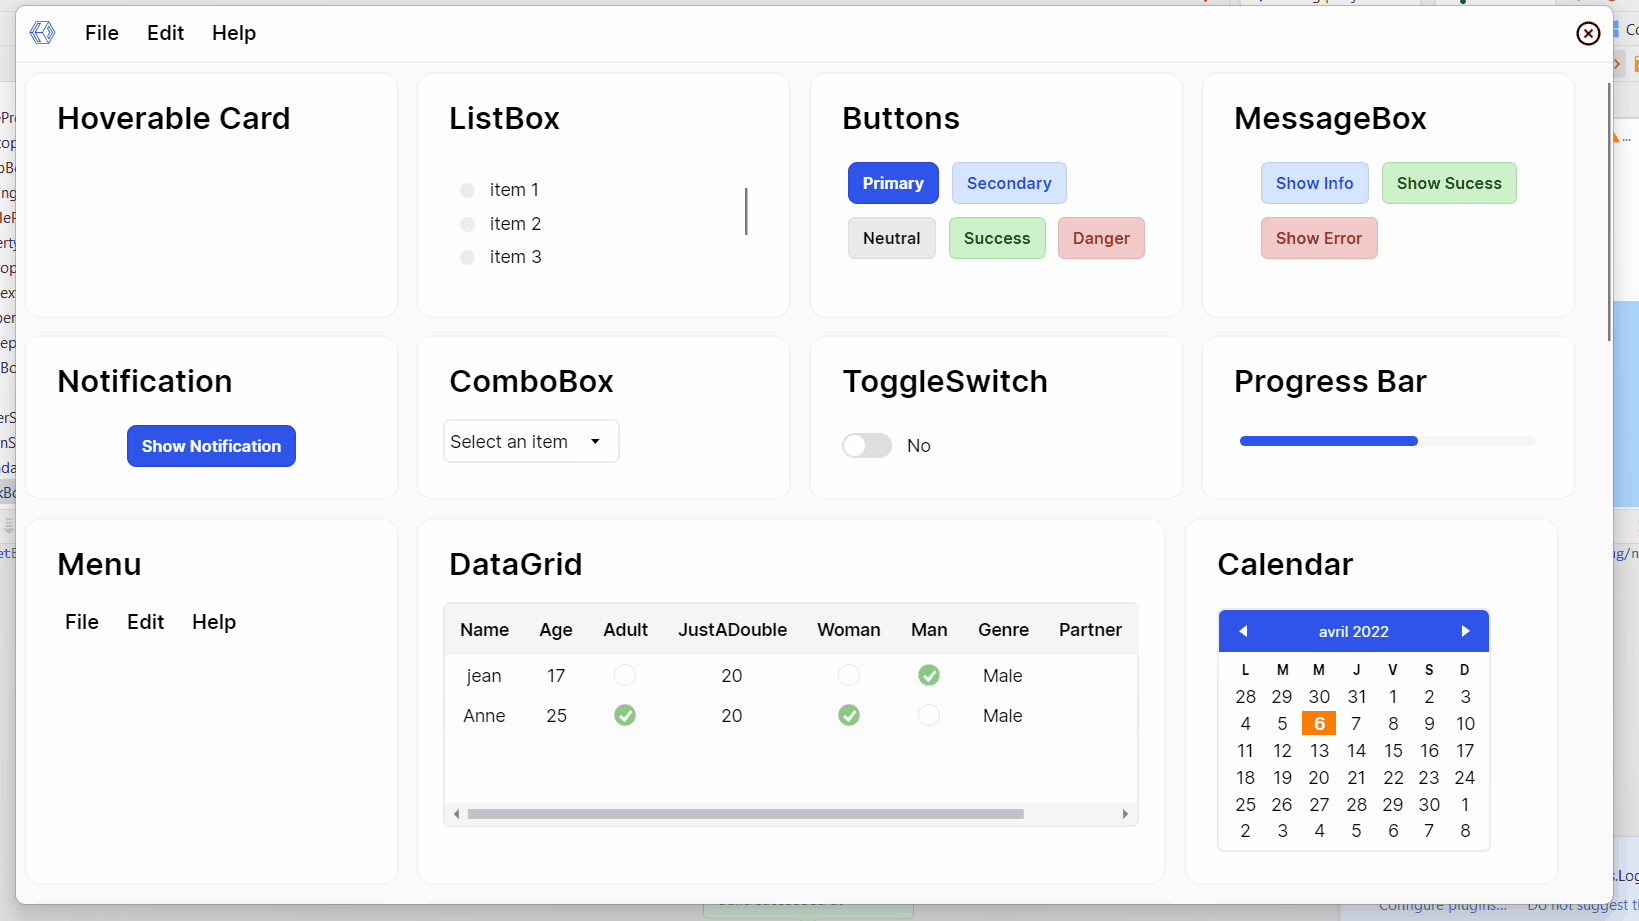 File Edit Help
Hoverable Card
ListBox
item 1
item 2
item 3
Buttons
Primary Secondary
Neutral Success Danger
MessageBox
Show Info Show Sucess
Show Error
Notification
Show Notification
ComboBox
Select an item
ToggleSwitch
No
Progress Bar
Menu
File Edit Help
DataGrid
Name Age Adult JustADouble Woman Man Genre Partner
jean 17 20 Male
Anne 25 20 Male
Calendar
avril 2022
L M M J V S D
28 29 30 31 1 2 3
4 5 6 7 8 9 10
11 12 13 14 15 16 17
18 19 20 21 22 23 24
25 26 27 28 29 30 1
2 3 4 5 6 7 8
Configure plugins... Do not suggest